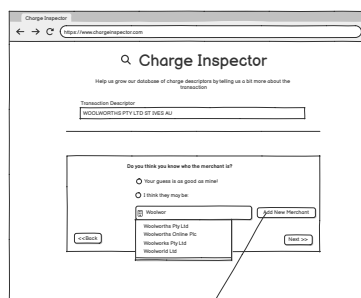 Charge Inspector
https://www.chargeinspector.com
Charge Inspector
Help us grow our database of charge descriptors by telling us a bit more about the
transaction
Transaction Descriptor
WOOLWORTHS PTY LTD ST IVES AU
Do you think you know who the merchant is?
Your guess is as good as mine!
I think they may be
Woolwor
Add New Merchant
Woolworths Pty Ltd
Woolworths Online Plc
Woolworks Pty Ltd
Woolworld Ltd
<<Back
Next >>